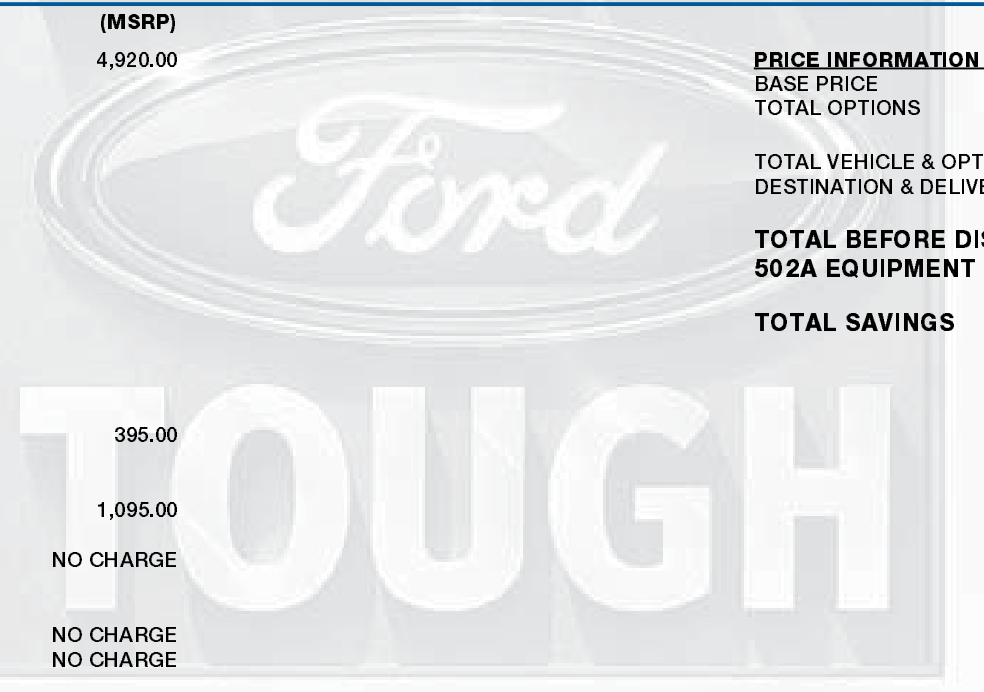 (MSRP)
4,920.00
PRICE INFORMATION
BASE PRICE
TOTAL OPTIONS
TOTAL VEHICLE & OPT
DESTINATION & DELIVE
TOTAL BEFORE DIS
502A EQUIPMENT
TOTAL SAVINGS
Ford
TOUGH
395.00
1,095.00
NO CHARGE
NO CHARGE
NO CHARGE